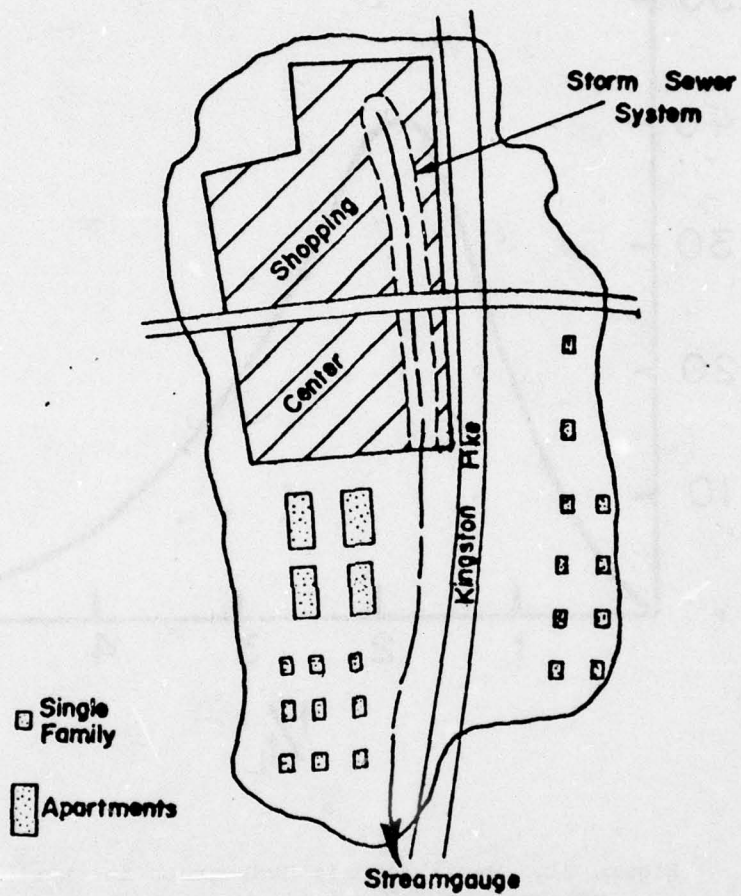 Storm Sewer
System
Shopping
Center
Kingston Pike
Single
Family
Apartments
Streamgauge